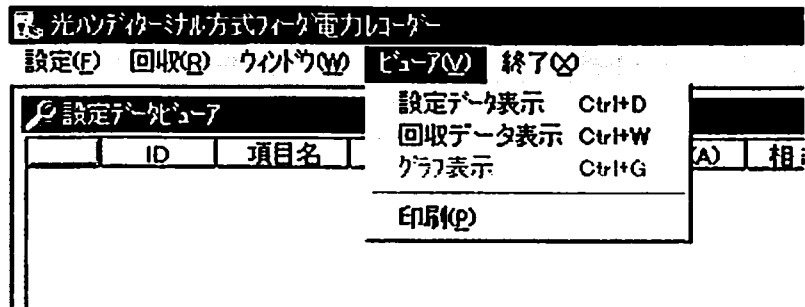 光ハンディターミナル方式フィーダ電力レコーダー
設定(F) 回収(R) ウィンドウ(W) ビューア(V) 終了(X)
設定データ表示 Ctrl+D
回収データ表示 Ctrl+W
グラフ表示 Ctrl+G
印刷(P)
設定データビューア
ID 項目名 (A)